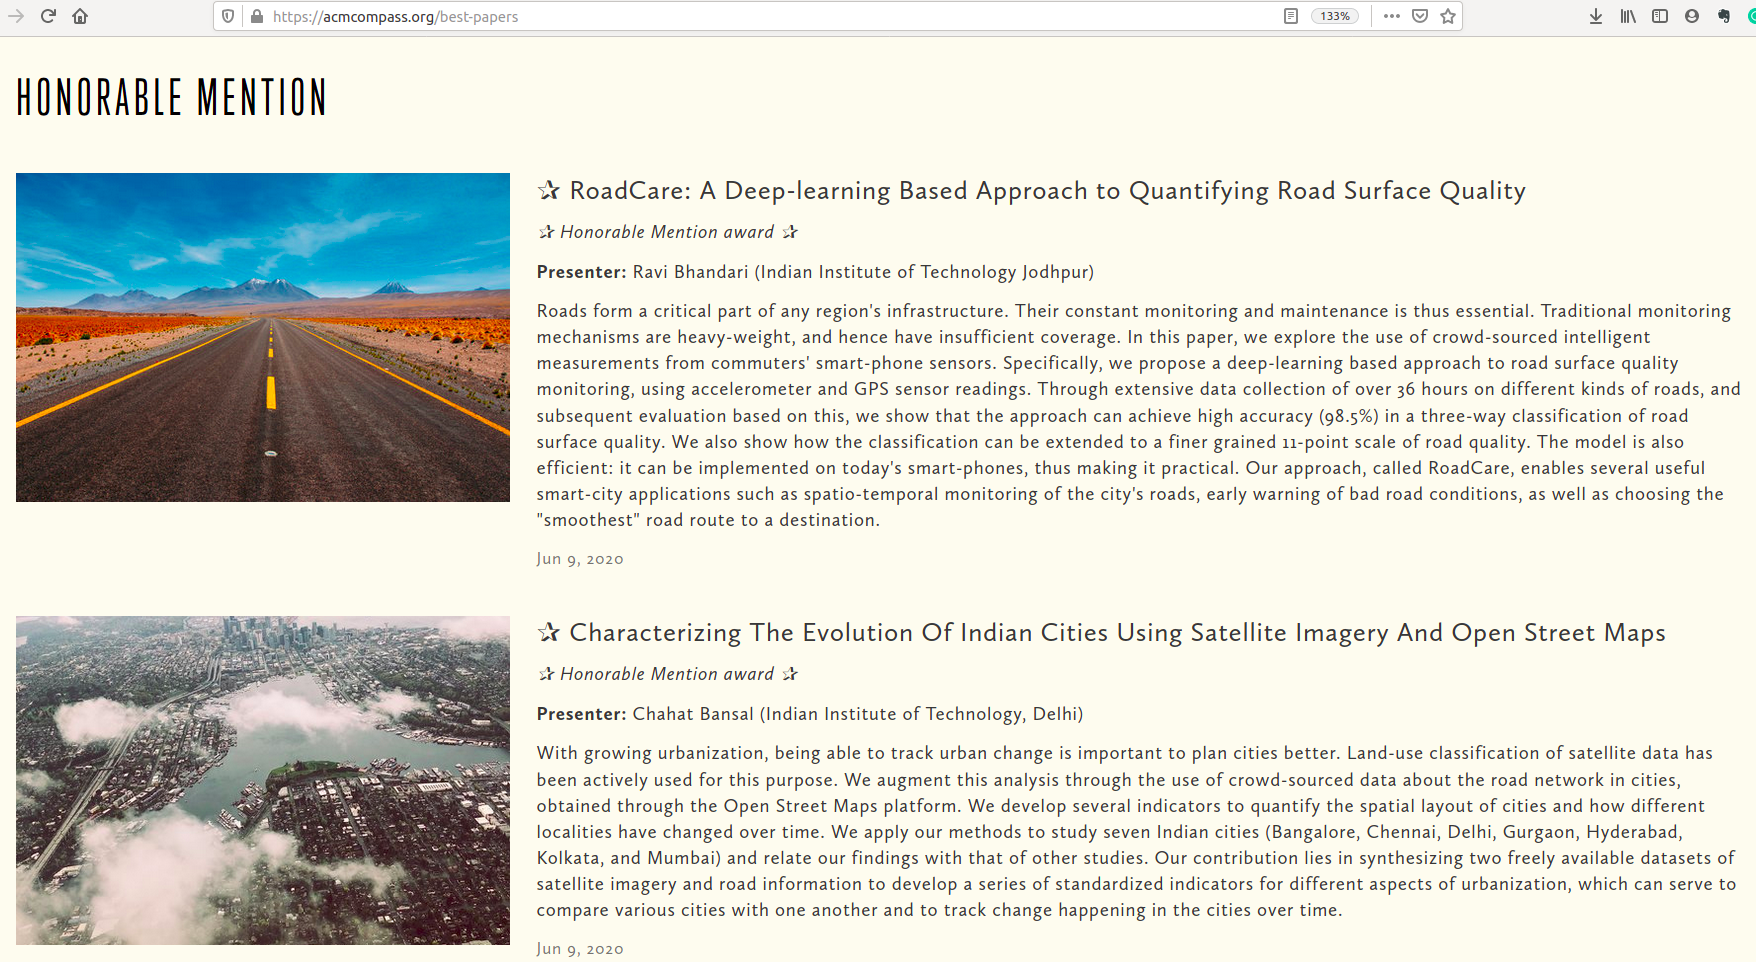 https://acmcompass.org/best-papers
133%
HONORABLE MENTION
✰ RoadCare: A Deep-learning Based Approach to Quantifying Road Surface Quality
✰ Honorable Mention award ✰
Presenter: Ravi Bhandari (Indian Institute of Technology Jodhpur)
Roads form a critical part of any region's infrastructure. Their constant monitoring and maintenance is thus essential. Traditional monitoring
mechanisms are heavy-weight, and hence have insufficient coverage. In this paper, we explore the use of crowd-sourced intelligent
measurements from commuters' smart-phone sensors. Specifically, we propose a deep-learning based approach to road surface quality
monitoring, using accelerometer and GPS sensor readings. Through extensive data collection of over 36 hours on different kinds of roads, and
subsequent evaluation based on this, we show that the approach can achieve high accuracy (98.5%) in a three-way classification of road
surface quality. We also show how the classification can be extended to a finer grained 11-point scale of road quality. The model is also
efficient: it can be implemented on today's smart-phones, thus making it practical. Our approach, called RoadCare, enables several useful
smart-city applications such as spatio-temporal monitoring of the city's roads, early warning of bad road conditions, as well as choosing the
"smoothest" road route to a destination.
Jun 9, 2020
✰ Characterizing The Evolution Of Indian Cities Using Satellite Imagery And Open Street Maps
✰ Honorable Mention award ✰
Presenter: Chahat Bansal (Indian Institute of Technology, Delhi)
With growing urbanization, being able to track urban change is important to plan cities better. Land-use classification of satellite data has
been actively used for this purpose. We augment this analysis through the use of crowd-sourced data about the road network in cities,
obtained through the Open Street Maps platform. We develop several indicators to quantify the spatial layout of cities and how different
localities have changed over time. We apply our methods to study seven Indian cities (Bangalore, Chennai, Delhi, Gurgaon, Hyderabad,
Kolkata, and Mumbai) and relate our findings with that of other studies. Our contribution lies in synthesizing two freely available datasets of
satellite imagery and road information to develop a series of standardized indicators for different aspects of urbanization, which can serve to
compare various cities with one another and to track change happening in the cities over time.
Jun 9, 2020